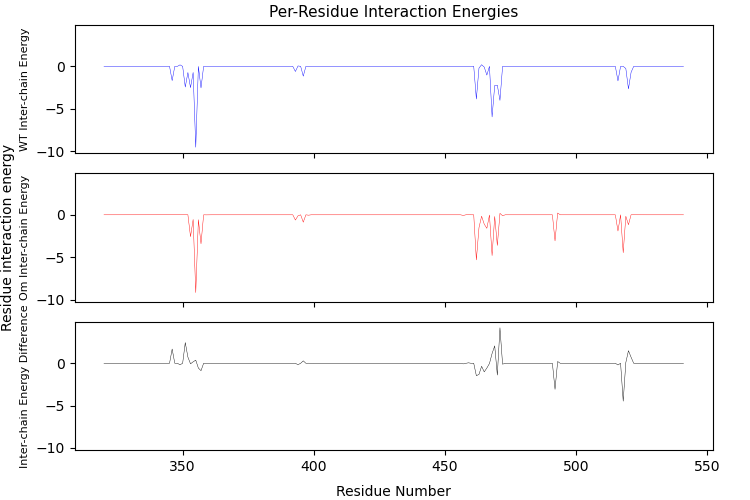 Per-Residue Interaction Energies
WT Inter-chain Energy
0
−5
−10
Residue interaction energy
Om Inter-chain Energy
0
−5
−10
Inter-chain Energy Difference
0
−5
−10
350
400
450
500
550
Residue Number